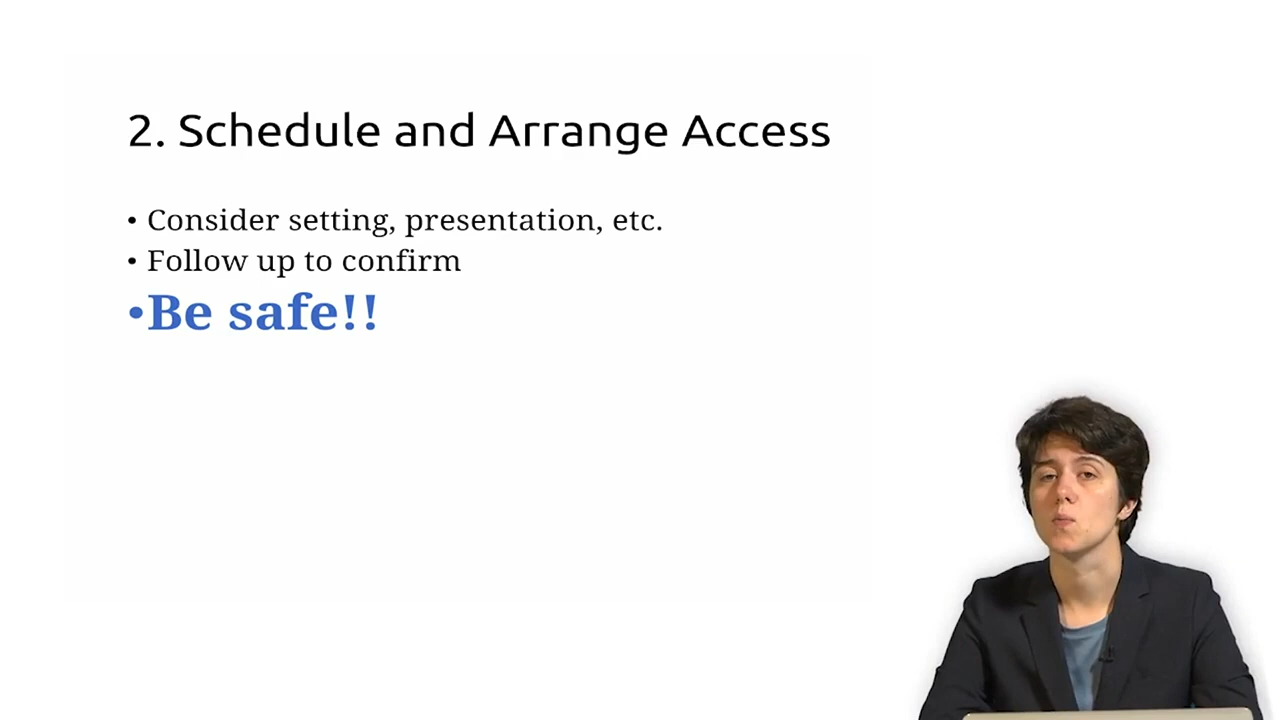 2. Schedule and Arrange Access
• Consider setting, presentation, etc.
• Follow up to confirm
•Be safe!!